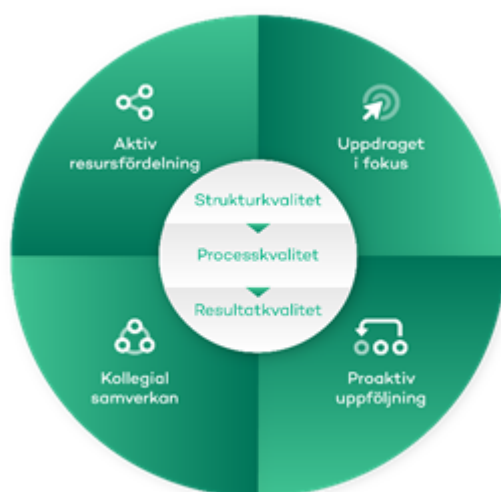 Aktiv
resursfördelning
Uppdraget
i fokus
Strukturkvalitet
Processkvalitet
Resultatkvalitet
Kollegial
samverkan
Proaktiv
uppföljning